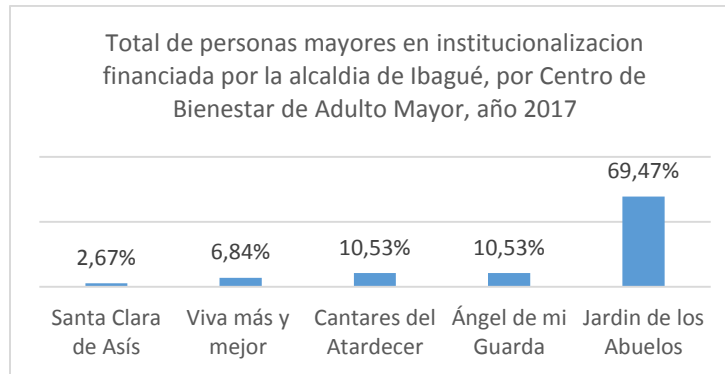 Total de personas mayores en institucionalizacion
financiada por la alcaldia de Ibagué, por Centro de
Bienestar de Adulto Mayor, año 2017
69,47%
2,67%
6,84%
10,53%
10,53%
Santa Clara
de Asís
Viva más y
mejor
Cantares del
Atardecer
Ángel de mi
Guarda
Jardin de los
Abuelos